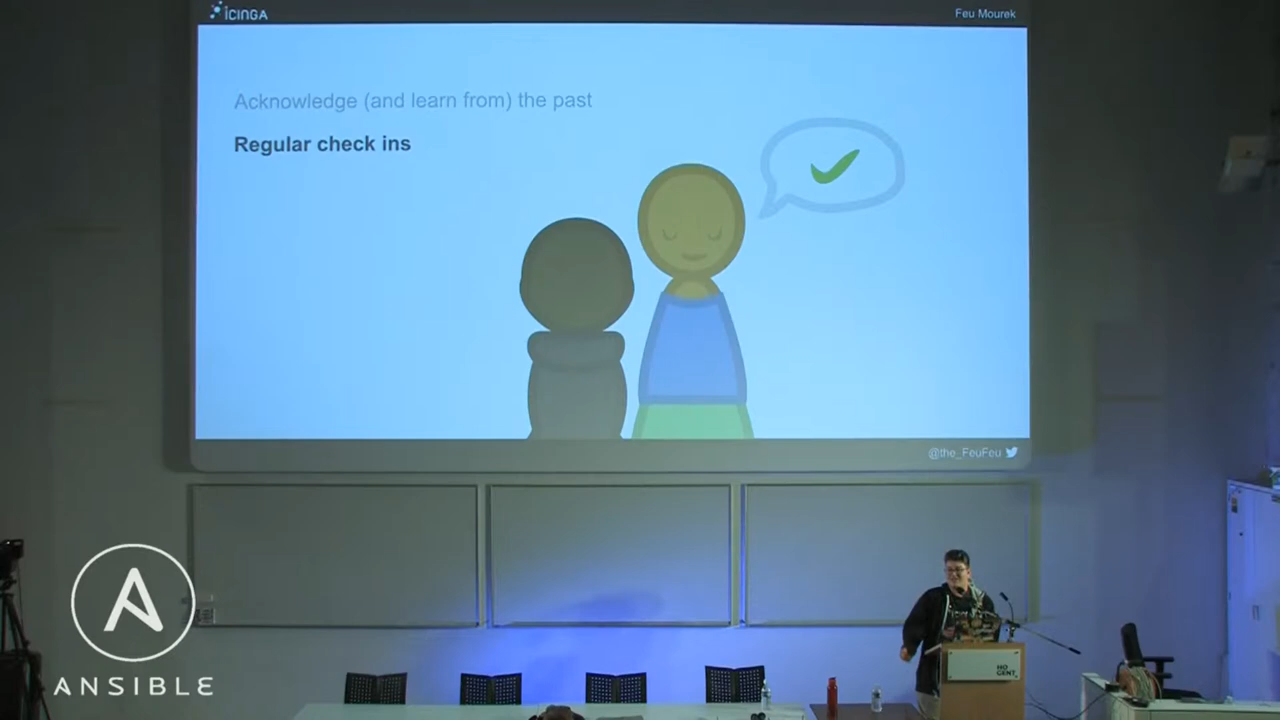 ICINGA
Feu Mourek
Acknowledge (and learn from) the past
Regular check ins
@the_FeuFeu
HO
GENT
ANSIBLE